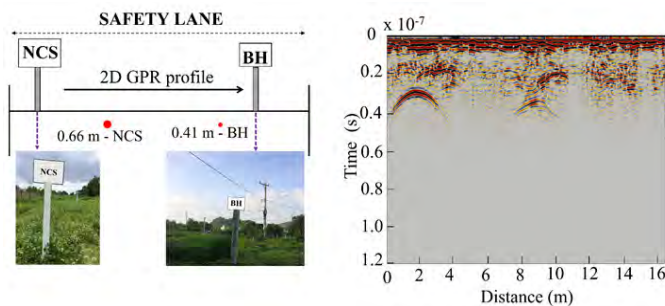 SAFETY LANE
NCS
BH
2D GPR profile
0.66 m - NCS
0.41 m - BH
NCS
BH
x 10⁻⁷
0
0.2
0.4
0.6
0.8
1.0
1.2
Time (s)
0 2 4 6 8 10 12 14 16
Distance (m)